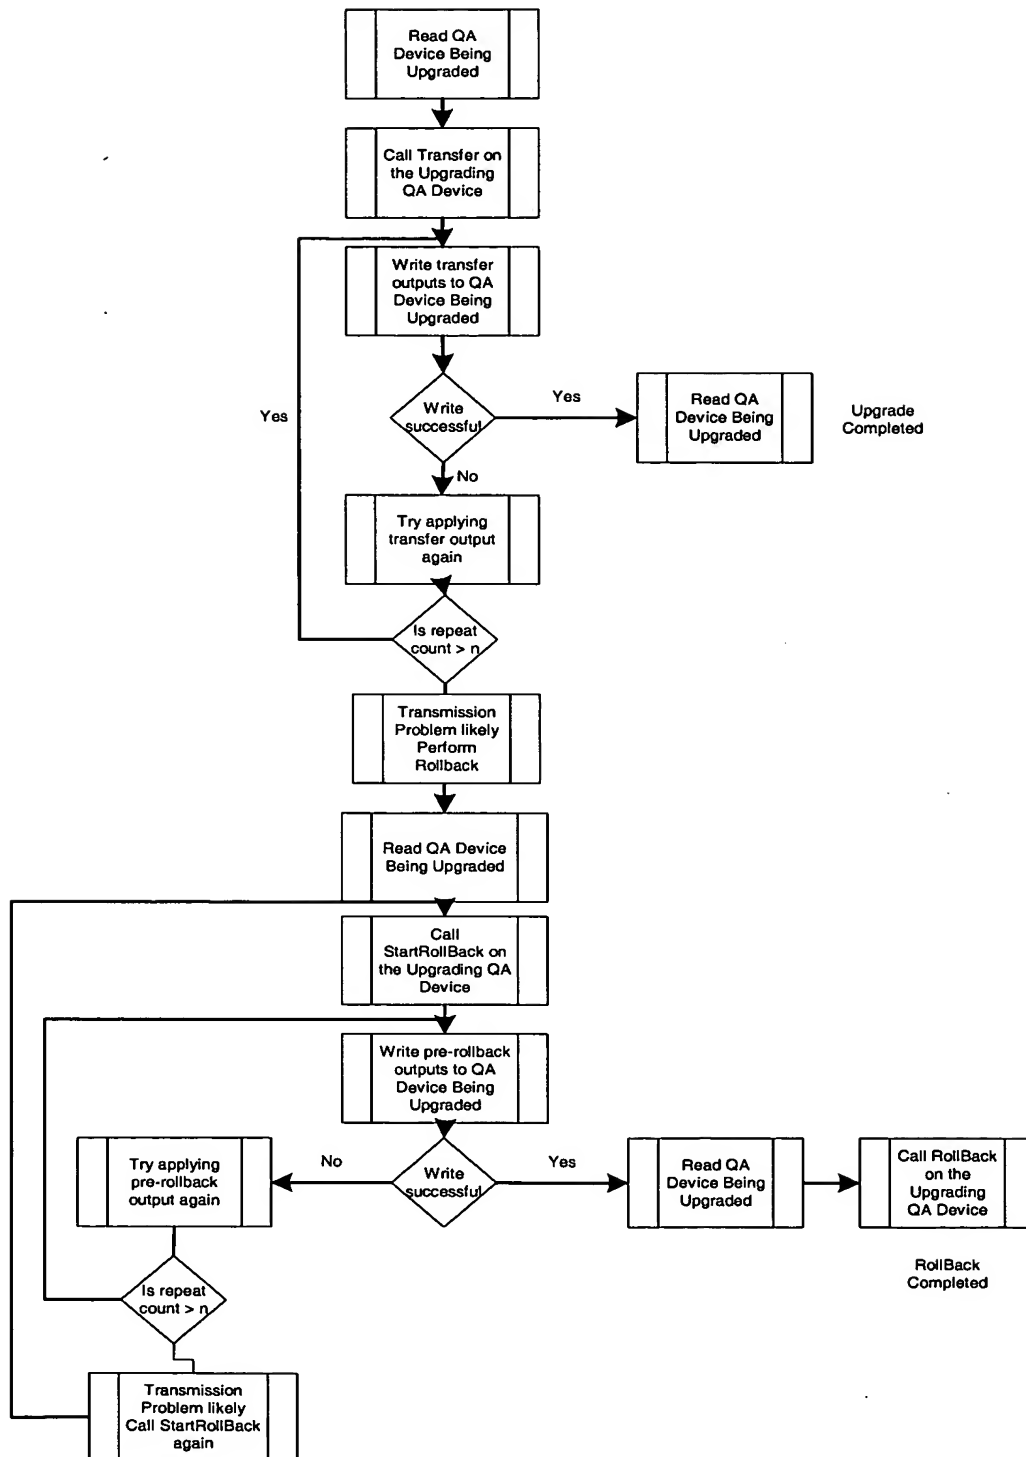 Read QA
Device Being
Upgraded
Call Transfer on
the Upgrading
QA Device
Write transfer
outputs to QA
Device Being
Upgraded
Write
successful
Yes
Read QA
Device Being
Upgraded
Upgrade
Completed
Yes
No
Try applying
transfer output
again
Is repeat
count > n
Transmission
Problem likely
Perform
Rollback
Read QA Device
Being Upgraded
Call
StartRollBack on
the Upgrading QA
Device
Write pre-rollback
outputs to QA
Device Being
Upgraded
Write
successful
No
Yes
Try applying
pre-rollback
output again
Read QA
Device Being
Upgraded
Call RollBack
on the
Upgrading
QA Device
RollBack
Completed
Is repeat
count > n
Transmission
Problem likely
Call StartRollBack
again